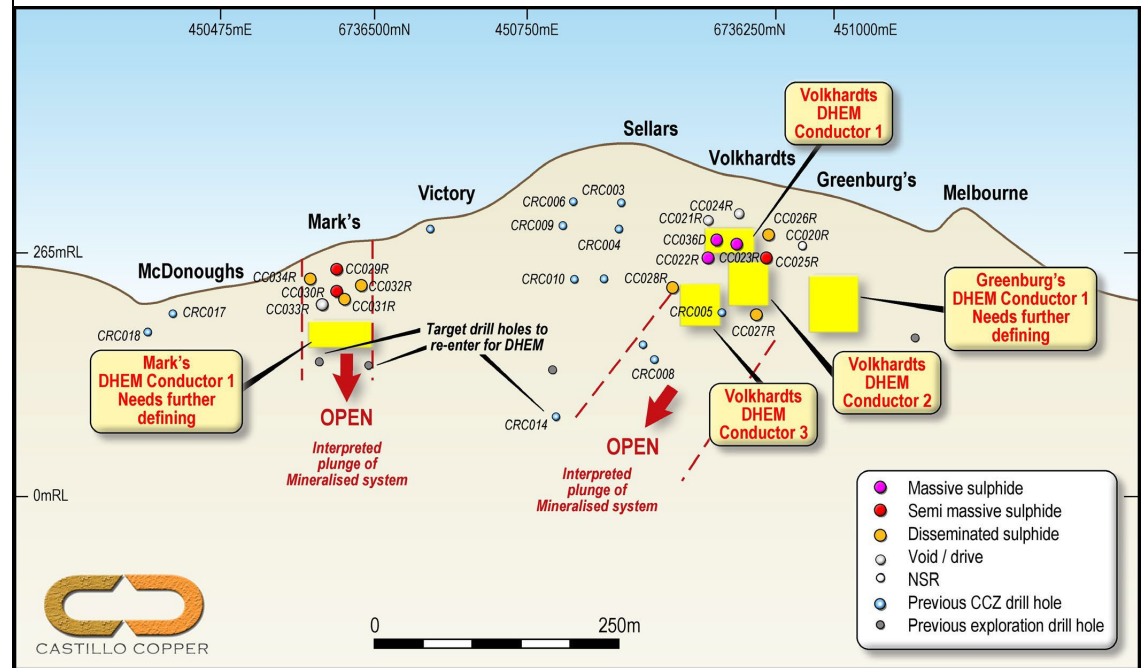 450475mE
6736500mN
450750mE
6736250mN
451000mE
Volkhardts
DHEM
Conductor 1
Sellars
Volkhardts
Greenburg's
Melbourne
Victory
Mark's
McDonoughs
265mRL
CRC006
CRC003
CRC009
CRC004
CRC010
CC024R
CC021R
CC026R
CC036D
CC020R
CC022R
CC023R
CC025R
CC028R
CRC005
CC027R
CC034R
CC029R
CC030R
CC032R
CC033R
CC031R
CRC017
CRC018
Target drill holes to
re-enter for DHEM
CRC008
CRC014
Mark's
DHEM Conductor 1
Needs further
defining
Greenburg's
DHEM Conductor 1
Needs further
defining
Volkhardts
DHEM
Conductor 2
Volkhardts
DHEM
Conductor 3
OPEN
Interpreted
plunge of
Mineralised system
OPEN
Interpreted
plunge of
Mineralised system
0mRL
Massive sulphide
Semi massive sulphide
Disseminated sulphide
Void / drive
NSR
Previous CCZ drill hole
Previous exploration drill hole
CASTILLO COPPER
0
250m